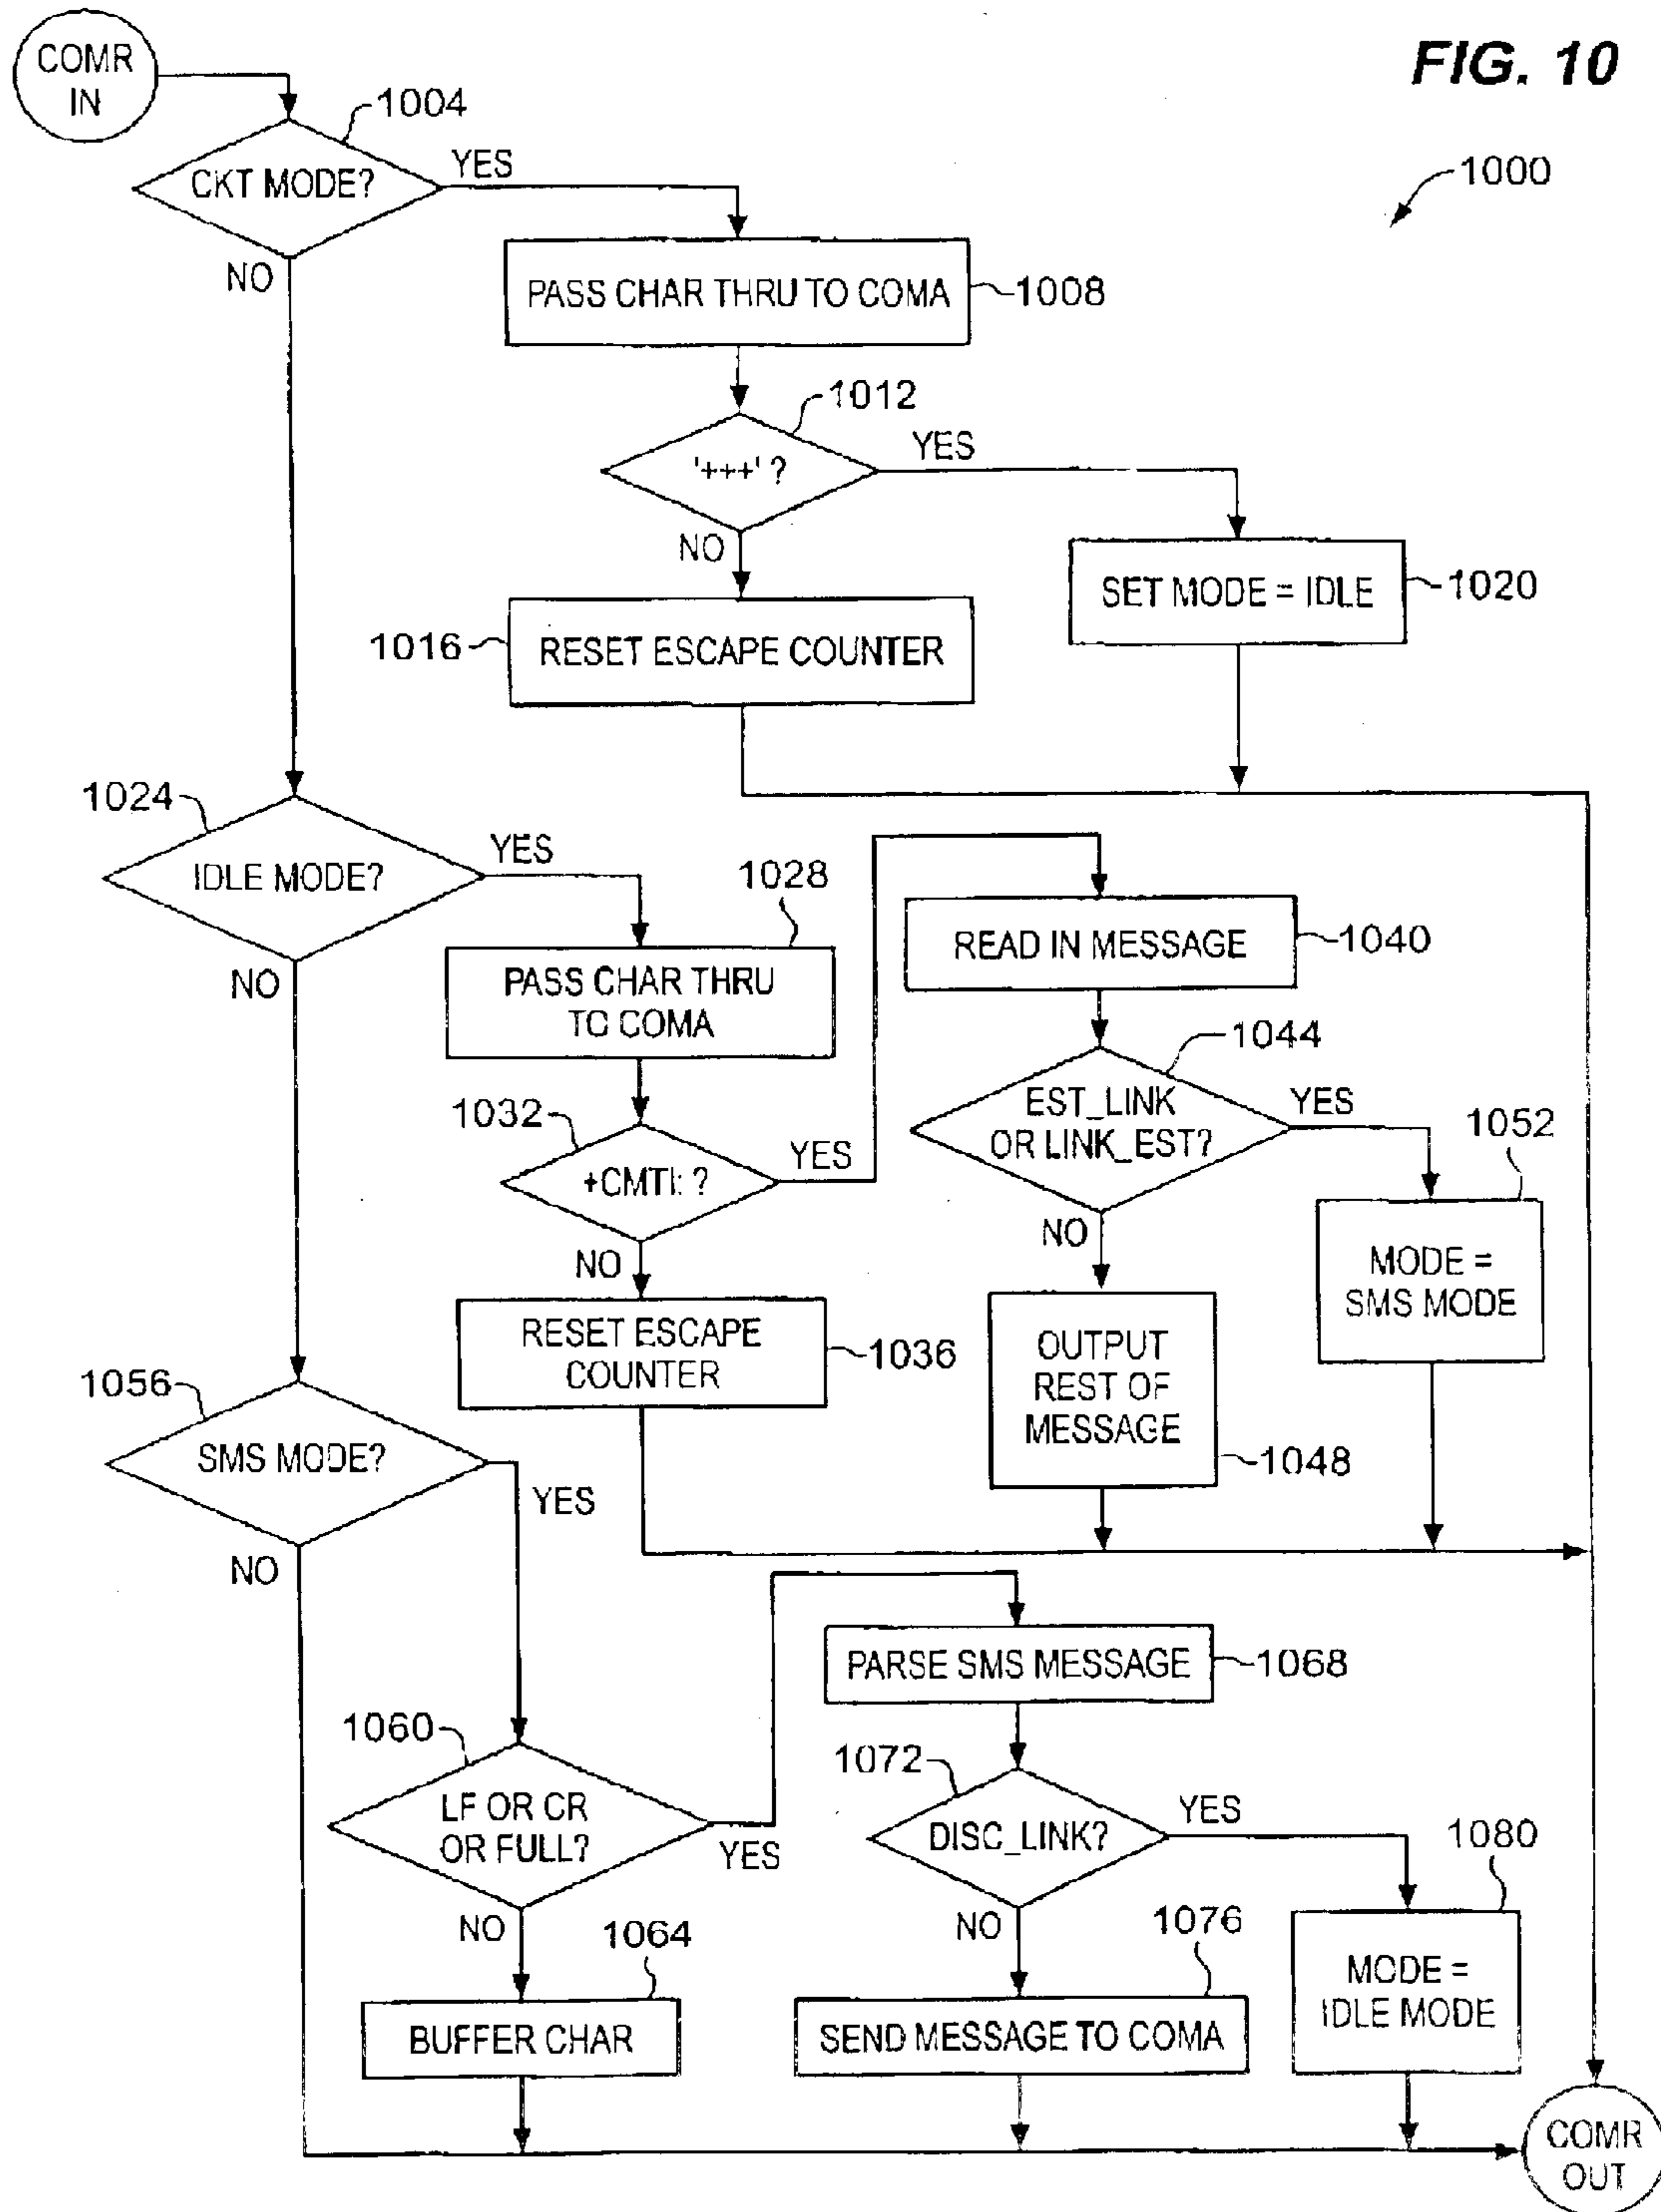 FIG. 10
COMR
IN
1004
CKT MODE?
YES
NO
1000
PASS CHAR THRU TO COMA
1008
1012
'+++' ?
YES
NO
SET MODE = IDLE
1020
1016
RESET ESCAPE COUNTER
1024
IDLE MODE?
YES
NO
1028
PASS CHAR THRU
TO COMA
READ IN MESSAGE
1040
1032
+CMTI: ?
YES
NO
1044
EST_LINK
OR LINK_EST?
YES
NO
1052
MODE =
SMS MODE
RESET ESCAPE
COUNTER
1036
OUTPUT
REST OF
MESSAGE
1048
1056
SMS MODE?
YES
NO
PARSE SMS MESSAGE
1068
1060
LF OR CR
OR FULL?
YES
NO
1072
DISC_LINK?
YES
NO
1080
MODE =
IDLE MODE
1064
BUFFER CHAR
1076
SEND MESSAGE TO COMA
COMR
OUT